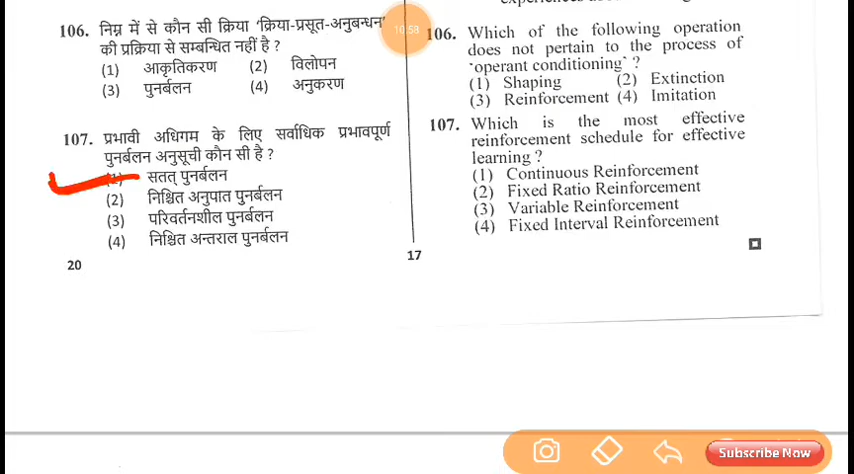 106. निम्न में से कौन सी क्रिया 'क्रिया-प्रसूत-अनुबन्धन'
की प्रक्रिया से सम्बन्धित नहीं है ?
(1) आकृतिकरण (2) विलोपन
(3) पुनर्बलन (4) अनुकरण
107. प्रभावी अधिगम के लिए सर्वाधिक प्रभावपूर्ण
पुनर्बलन अनुसूची कौन सी है ?
(1) सतत् पुनर्बलन
(2) निश्चित अनुपात पुनर्बलन
(3) परिवर्तनशील पुनर्बलन
(4) निश्चित अन्तराल पुनर्बलन
20
10:58
106. Which of the following operation
does not pertain to the process of
`operant conditioning` ?
(1) Shaping (2) Extinction
(3) Reinforcement (4) Imitation
107. Which is the most effective
reinforcement schedule for effective
learning ?
(1) Continuous Reinforcement
(2) Fixed Ratio Reinforcement
(3) Variable Reinforcement
(4) Fixed Interval Reinforcement
17
Subscribe Now